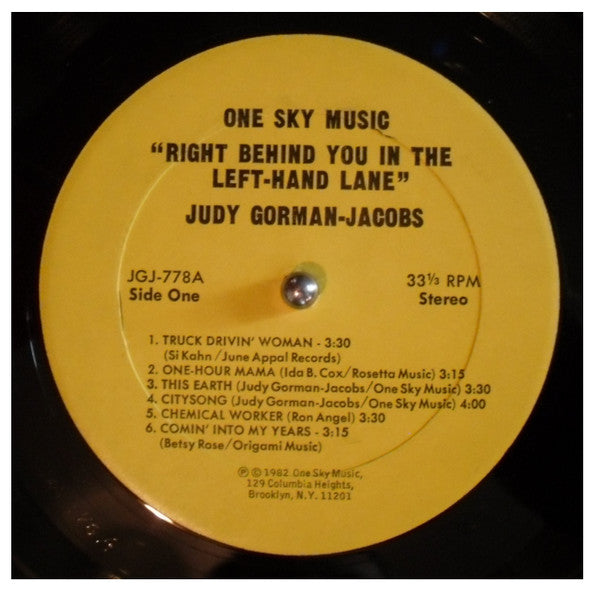 ONE SKY MUSIC
"RIGHT BEHIND YOU IN THE
LEFT-HAND LANE"
JUDY GORMAN-JACOBS
JGJ-778A
Side One
33⅓ RPM
Stereo
1. TRUCK DRIVIN' WOMAN - 3:30
(Si Kahn/June Appal Records)
2. ONE-HOUR MAMA (Ida B. Cox/Rosetta Music) 3:15
3. THIS EARTH (Judy Gorman-Jacobs/One Sky Music) 3:30
4. CITYSONG (Judy Gorman-Jacobs/One Sky Music) 4:00
5. CHEMICAL WORKER (Ron Angel) 3:30
6. COMIN' INTO MY YEARS - 3:15
(Betsy Rose/Origami Music)
℗ © 1982 One Sky Music,
129 Columbia Heights,
Brooklyn, N.Y. 11201